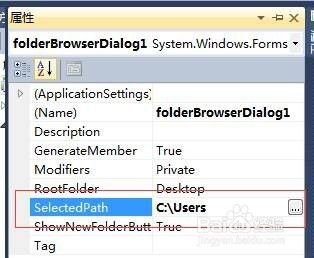 属性
folderBrowserDialog1 System.Windows.Forms
(ApplicationSettings)
(Name) folderBrowserDialog1
Description
GenerateMember True
Modifiers Private
RootFolder Desktop
SelectedPath C:\Users ...
ShowNewFolderButt True
Tag